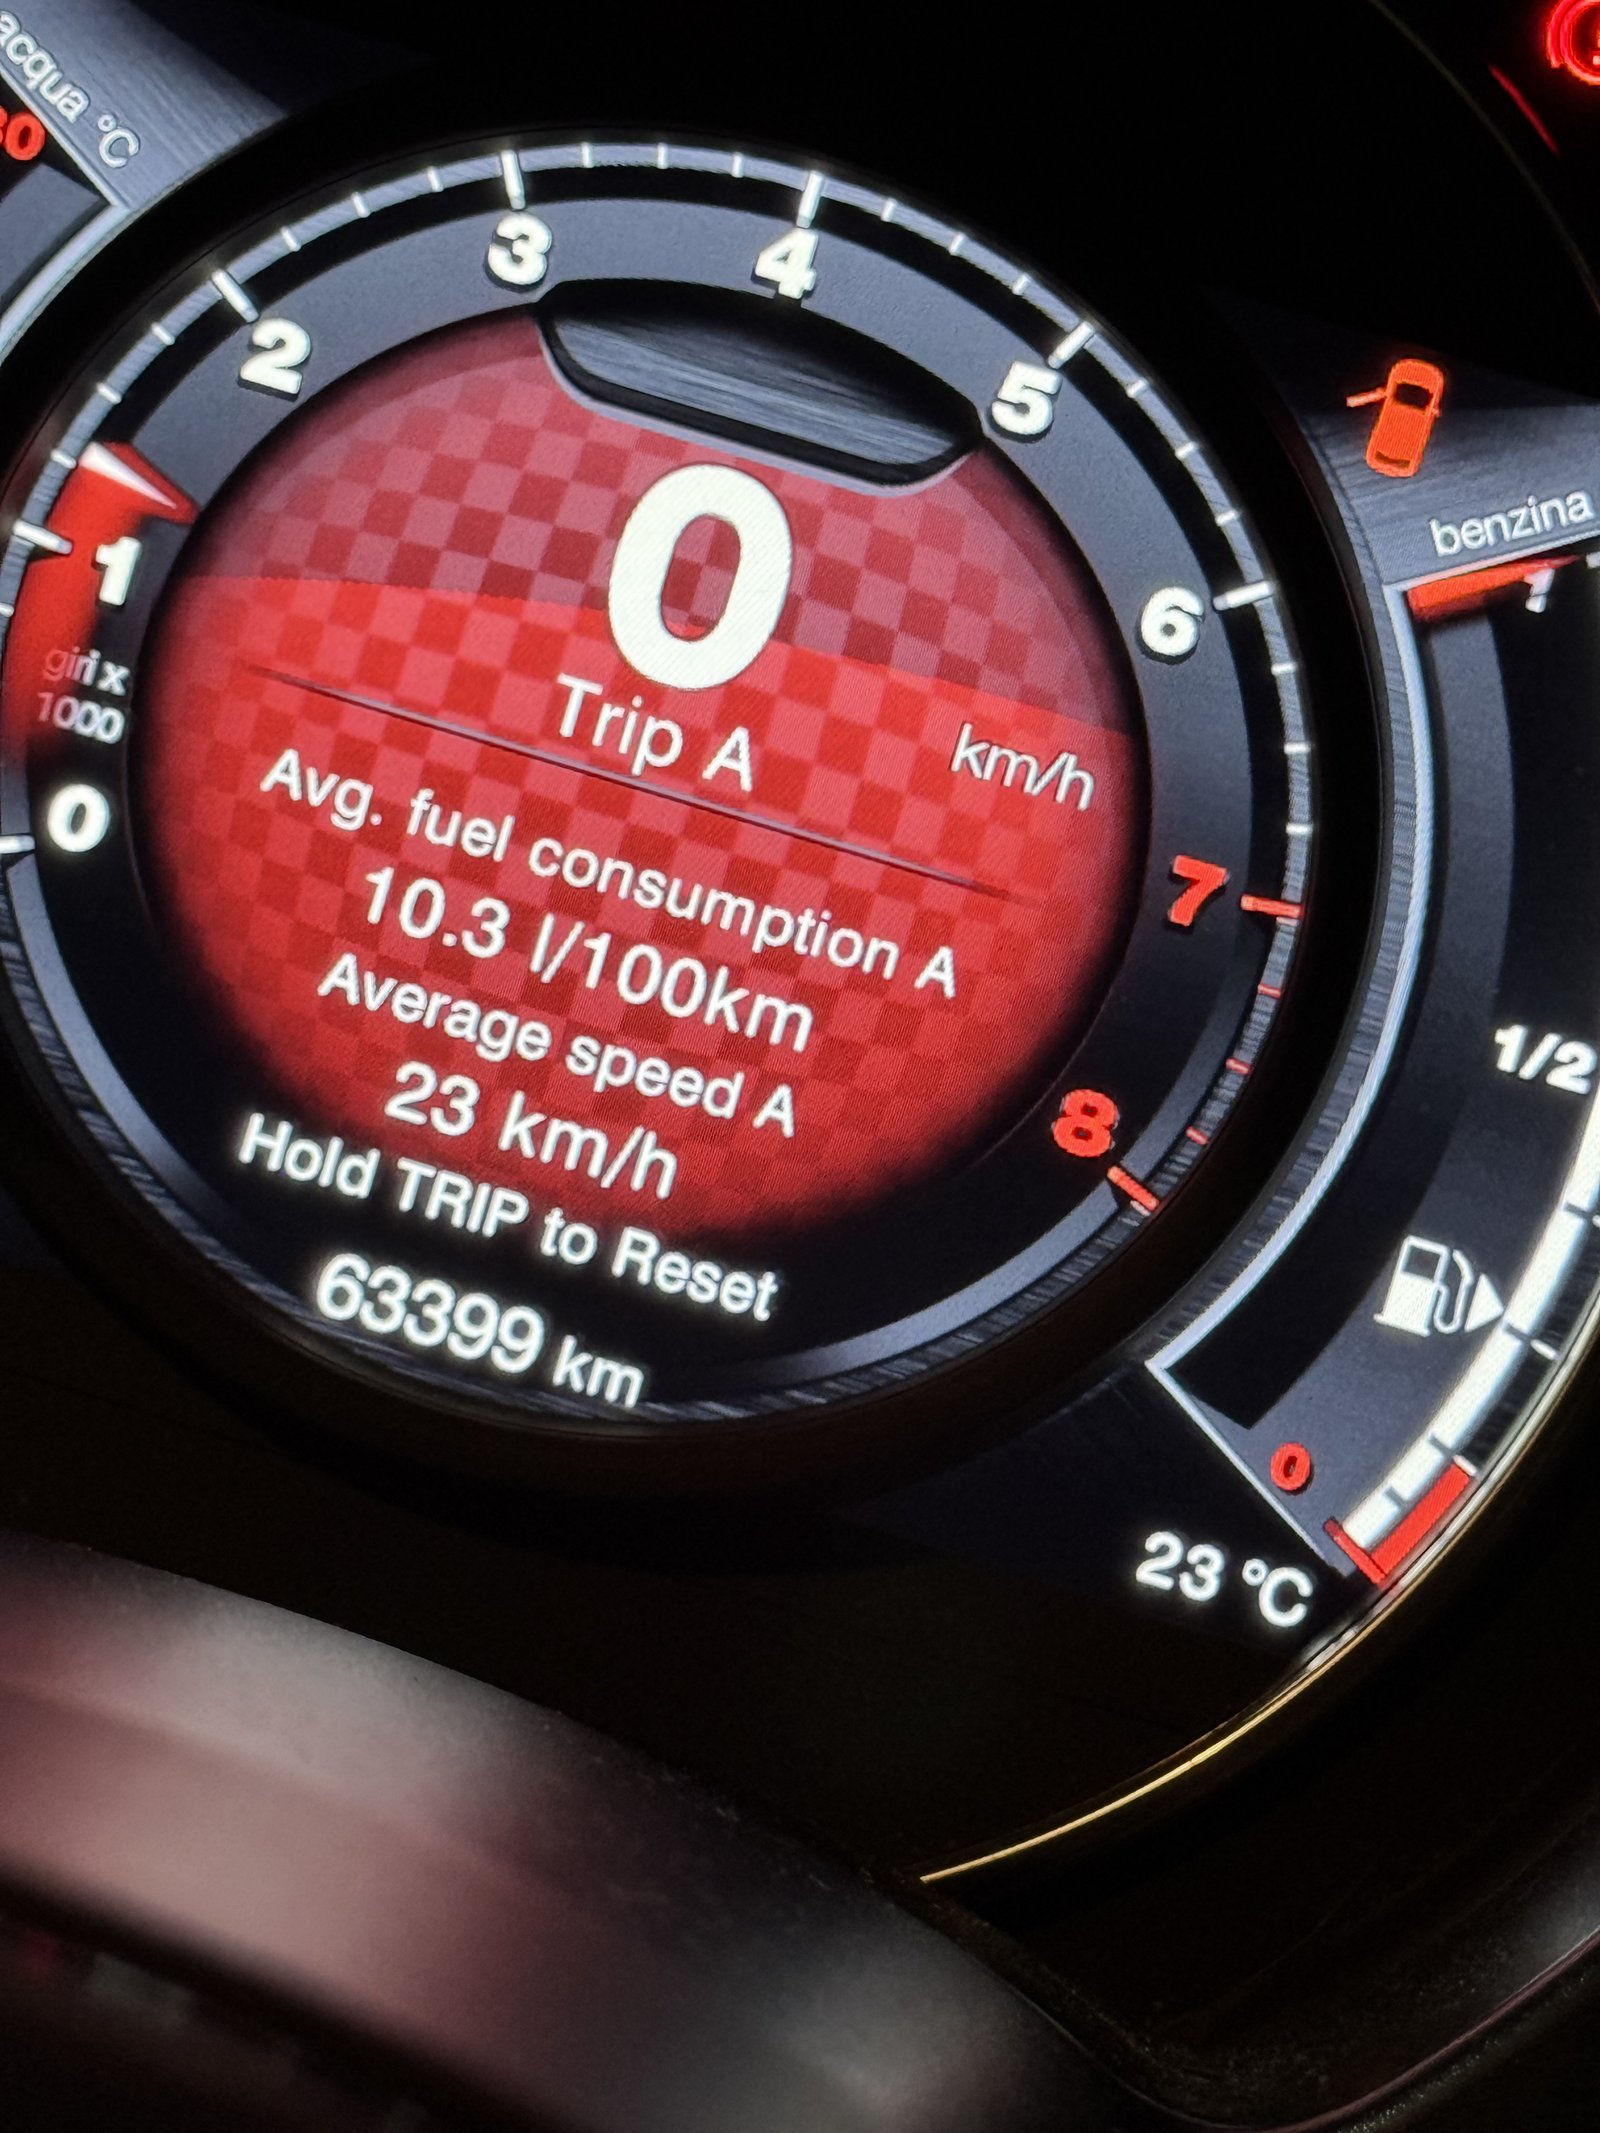 acqua °C
3
4
2
5
0
1
6
benzina
1
Trip A
km/h
giri x
1000
0
Avg. fuel consumption A
10.3 l/100km
7
Average speed A
23 km/h
8
1/2
Hold TRIP to Reset
63399 km
0
23 °C